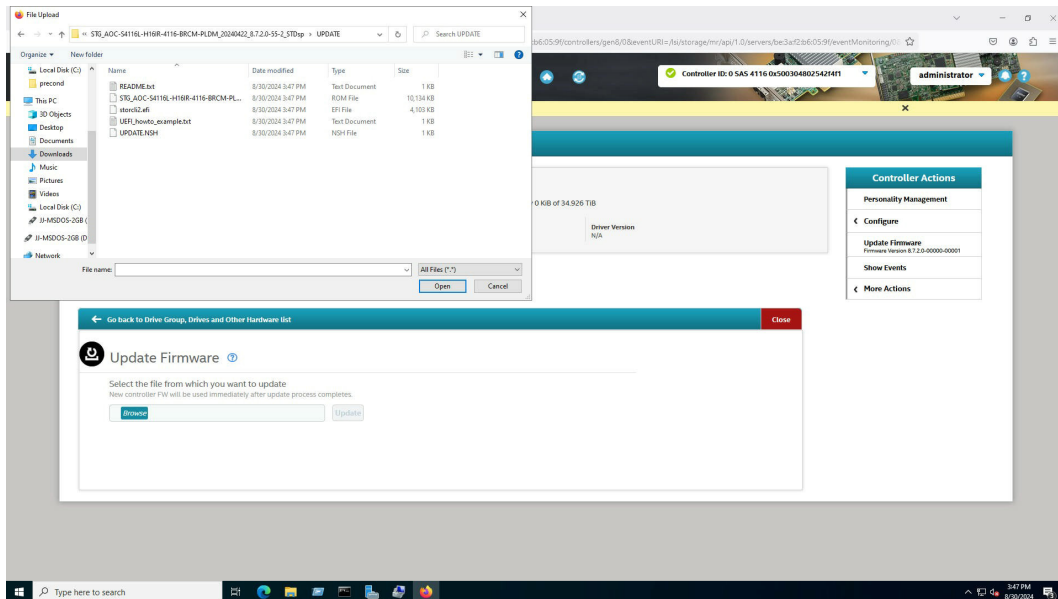 File Upload
« STG_AOC-S4116L-H16IR-4116-BRCM-PLDM_20240422_8.7.2.0-55-2_STDsp › UPDATE
Search UPDATE
Organize
New folder
Local Disk (C:)
precond
This PC
3D Objects
Desktop
Documents
Downloads
Music
Pictures
Videos
Local Disk (C:)
JJ-MSDOS-2GB (
JJ-MSDOS-2GB (D
Network
Name Date modified Type Size
README.txt 8/30/2024 3:47 PM Text Document 1 KB
STG_AOC-S4116L-H16IR-4116-BRCM-PL... 8/30/2024 3:47 PM ROM File 10,134 KB
storcli2.efi 8/30/2024 3:47 PM EFI File 4,103 KB
UEFI_howto_example.txt 8/30/2024 3:47 PM Text Document 1 KB
UPDATE.NSH 8/30/2024 3:47 PM NSH File 1 KB
File name:
All Files (*.*)
Open Cancel
Controller ID: 0 SAS 4116 0x500304802542f4f1
administrator
0 KiB of 34.926 TiB
Driver Version
N/A
Controller Actions
Personality Management
Configure
Update Firmware
Firmware Version 8.7.2.0-00000-00001
Show Events
More Actions
Go back to Drive Group, Drives and Other Hardware list
Close
Update Firmware
Select the file from which you want to update
New controller FW will be used immediately after update process completes.
Browse
Update
Type here to search
3:47 PM
8/30/2024